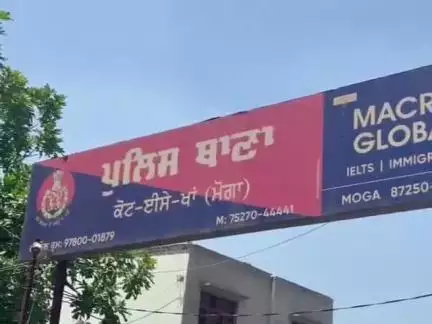 ਪੁਲਿਸ ਥਾਣਾ
ਕੋਟ-ਈਸੇ-ਖਾਂ (ਮੋਗਾ)
M: 75270-44441
97800-01879
MACR
GLOBA
IELTS | IMMIGR
MOGA 87250-